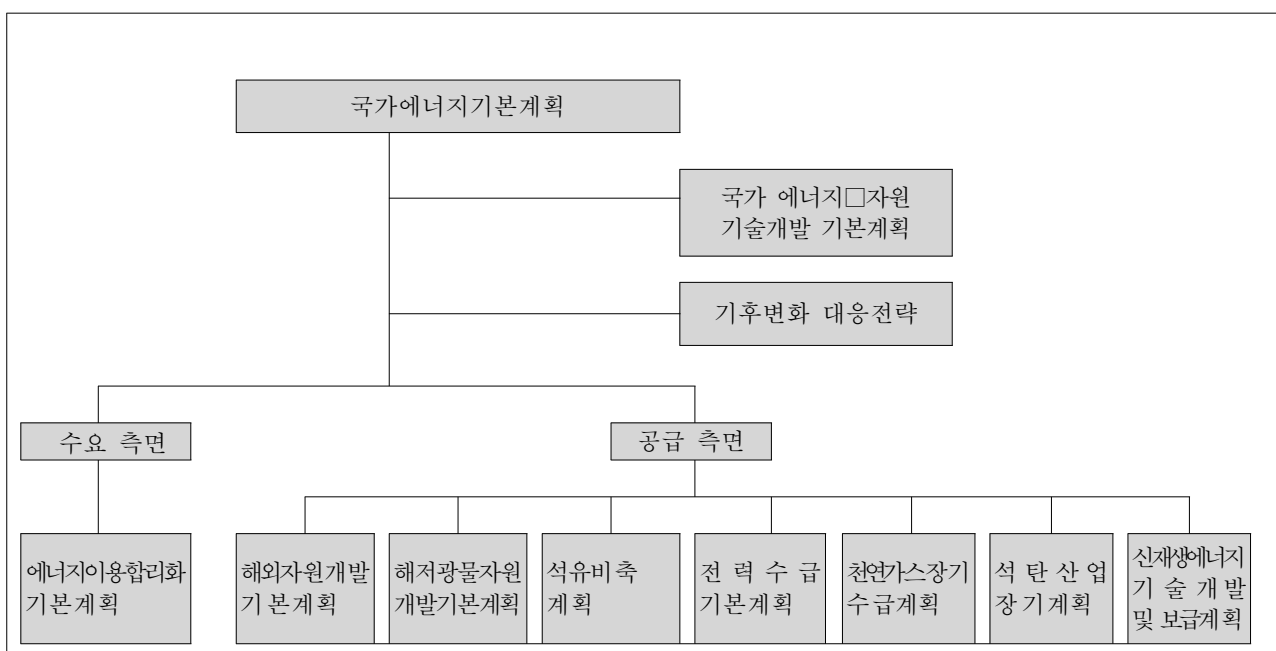 국가에너지기본계획
국가 에너지□자원
기술개발 기본계획
기후변화 대응전략
수요 측면
공급 측면
에너지이용합리화
기본계획
해외자원개발
기본계획
해저광물자원
개발기본계획
석유비축
계획
전력수급
기본계획
천연가스장기
수급계획
석탄산업
장기계획
신재생에너지
기술개발
및 보급계획